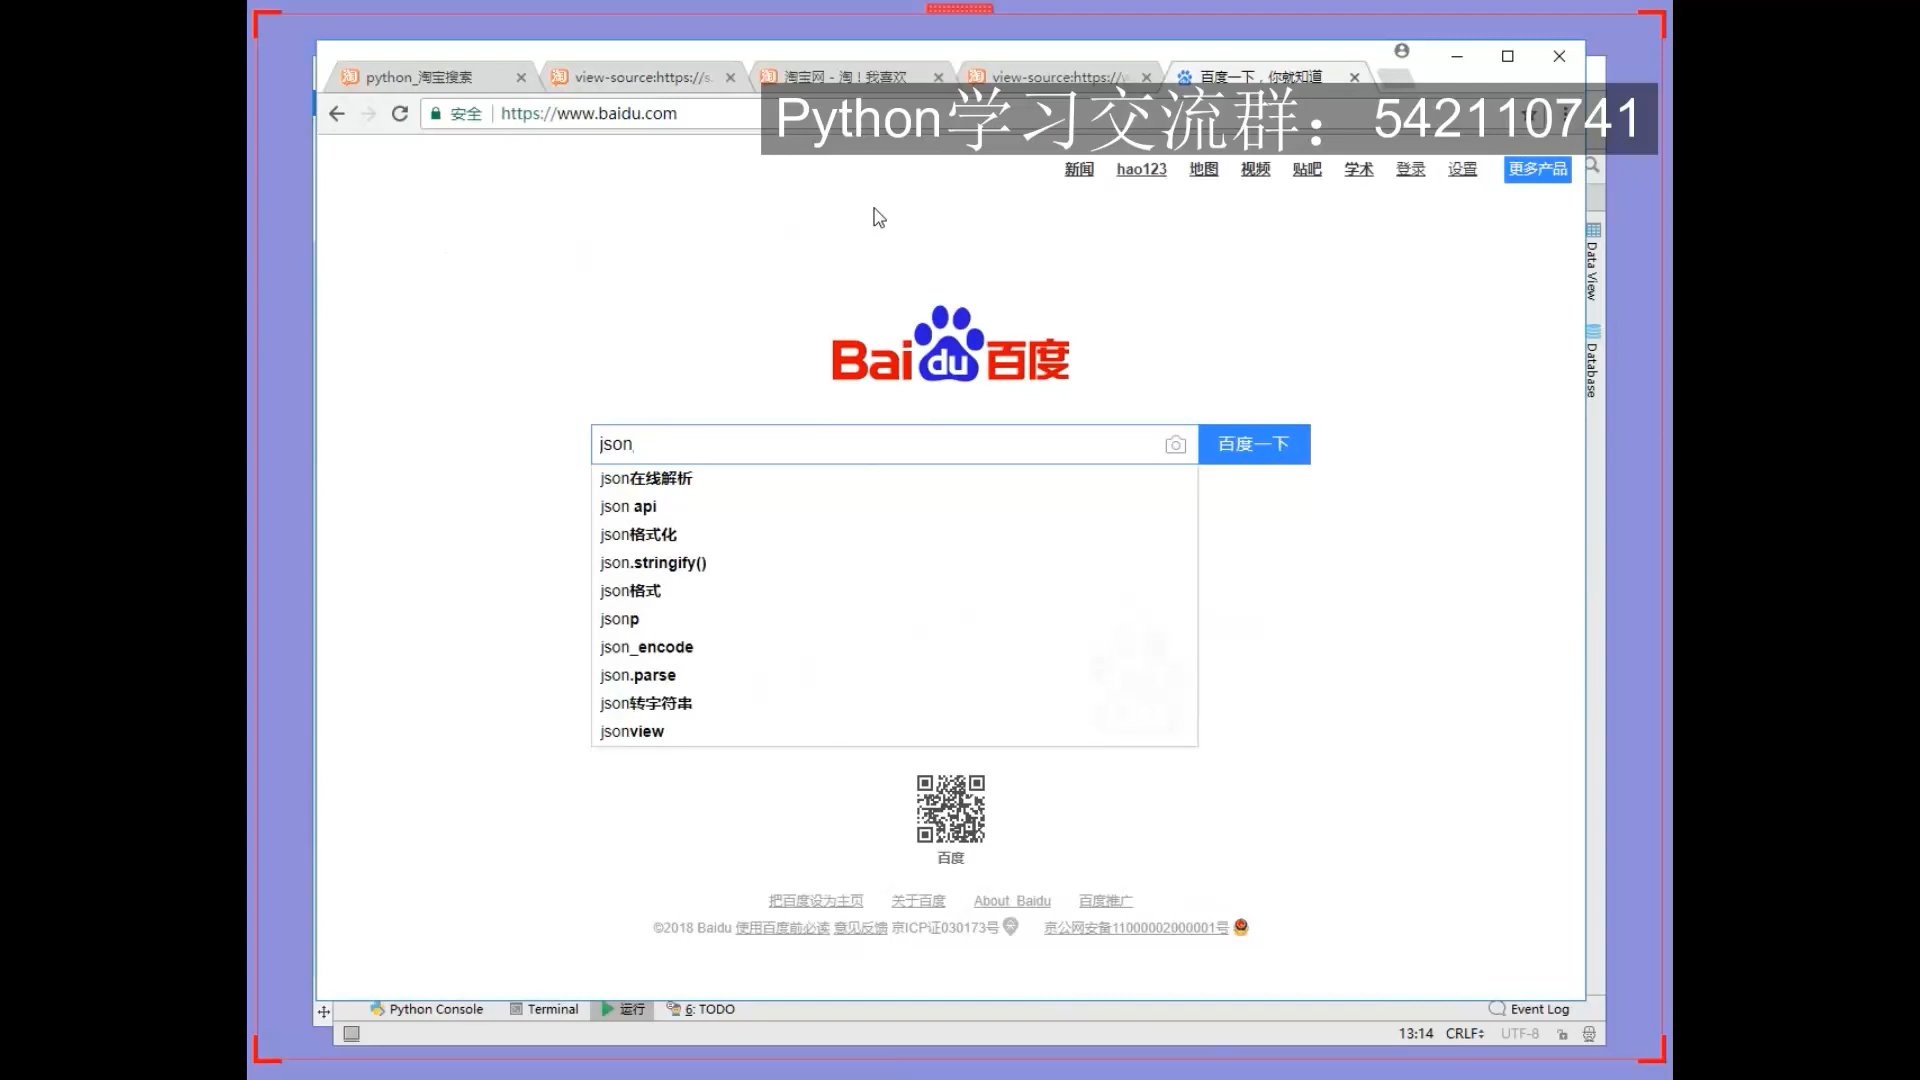 python_淘宝搜索
view-source:https://s.
淘宝网 - 淘！我喜欢
view-source:https://
百度一下，你就知道
安全
https://www.baidu.com
Python学习交流群：542110741
新闻 hao123 地图 视频 贴吧 学术 登录 设置 更多产品
Data View
Database
Baidu百度
json
百度一下
json在线解析
json api
json格式化
json.stringify()
json格式
jsonp
json_encode
json.parse
json转字符串
jsonview
百度
把百度设为主页 关于百度 About Baidu 百度推广
©2018 Baidu 使用百度前必读 意见反馈 京ICP证030173号 京公网安备11000002000001号
Python Console Terminal 运行 6: TODO Event Log
13:14 CRLF UTF-8